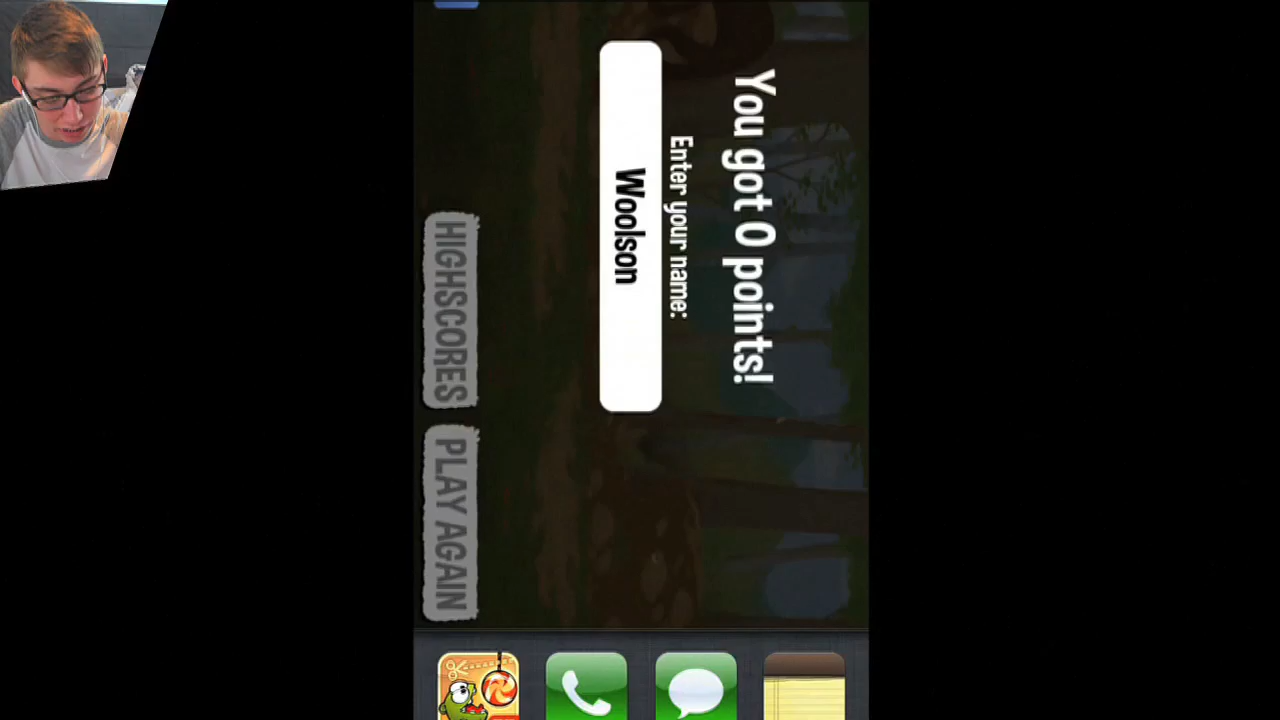 You got 0 points!
Enter your name:
Woolson
HIGHSCORES
PLAY AGAIN